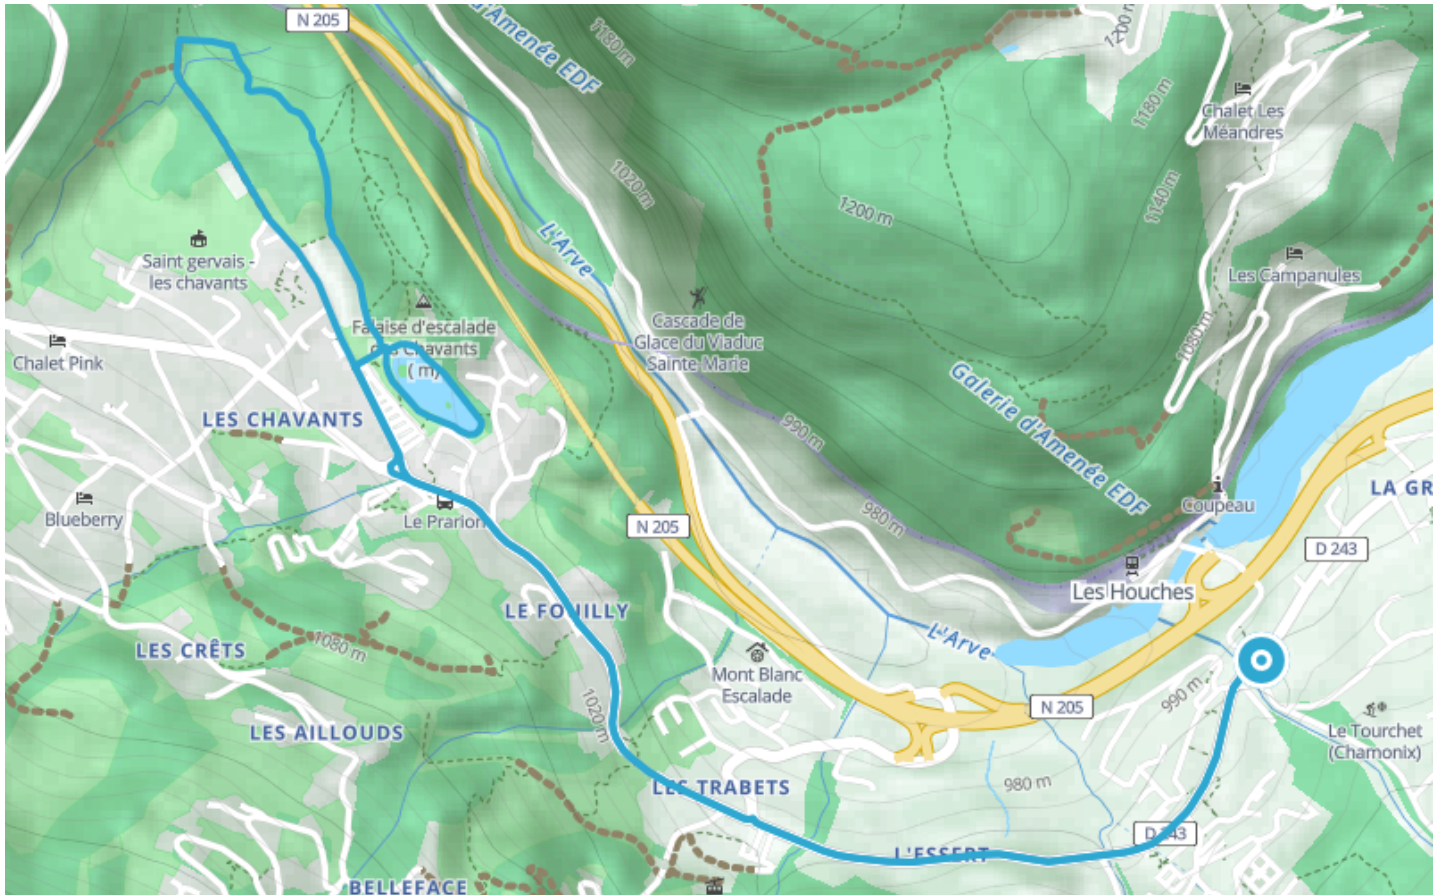 N 205
d'Amenée EDF
1180 m
1200 m
Chalet Les
Méandres
1180 m
1020 m
1140 m
1200 m
L'Arve
Saint gervais -
les chavants
Les Campanules
Falaise d'escalade
des Chavants
( m)
Cascade de
Glace du Viaduc
Sainte Marie
1080 m
Chalet Pink
Galerie d'Amenée EDF
LES CHAVANTS
990 m
LA GR
Blueberry
Le Prarion
N 205
980 m
Coupeau
D 243
Les Houches
LE FOUILLY
L'Arve
LES CRÊTS
1080 m
Mont Blanc
Escalade
990 m
N 205
1020 m
LES AILLOUDS
Le Tourchet
(Chamonix)
LES TRABETS
980 m
D 243
L'ESSERT
BELLEFACE